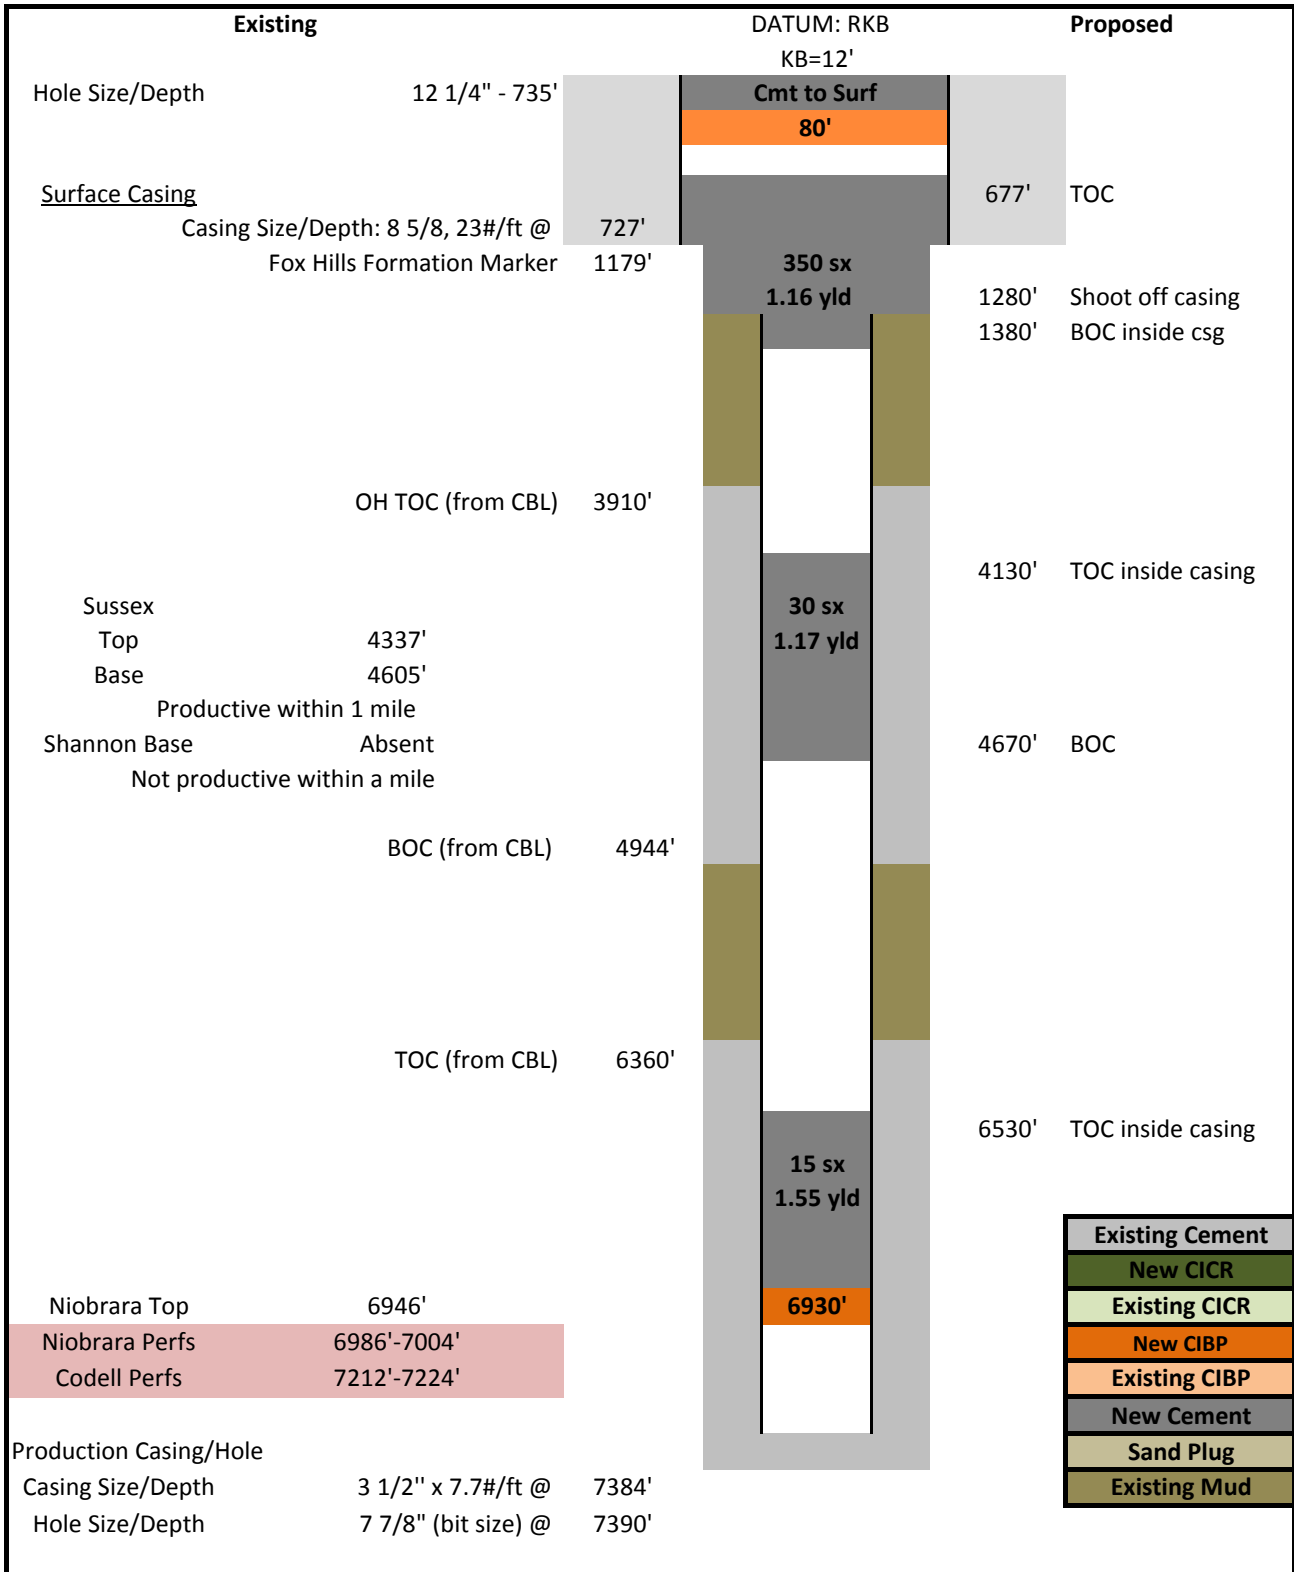 Existing DATUM: RKB Proposed
KB=12'
Hole Size/Depth 12 1/4" - 735' Cmt to Surf
80'
Surface Casing 677' TOC
Casing Size/Depth: 8 5/8, 23#/ft @ 727'
Fox Hills Formation Marker 1179' 350 sx
1.16 yld 1280' Shoot off casing
1380' BOC inside csg
OH TOC (from CBL) 3910'
4130' TOC inside casing
Sussex 30 sx
Top 4337' 1.17 yld
Base 4605'
Productive within 1 mile
Shannon Base Absent 4670' BOC
Not productive within a mile
BOC (from CBL) 4944'
TOC (from CBL) 6360'
6530' TOC inside casing
15 sx
1.55 yld
Existing Cement
New CICR
Niobrara Top 6946' 6930' Existing CICR
Niobrara Perfs 6986'-7004' New CIBP
Codell Perfs 7212'-7224' Existing CIBP
New Cement
Production Casing/Hole Sand Plug
Casing Size/Depth 3 1/2'' x 7.7#/ft @ 7384' Existing Mud
Hole Size/Depth 7 7/8" (bit size) @ 7390'